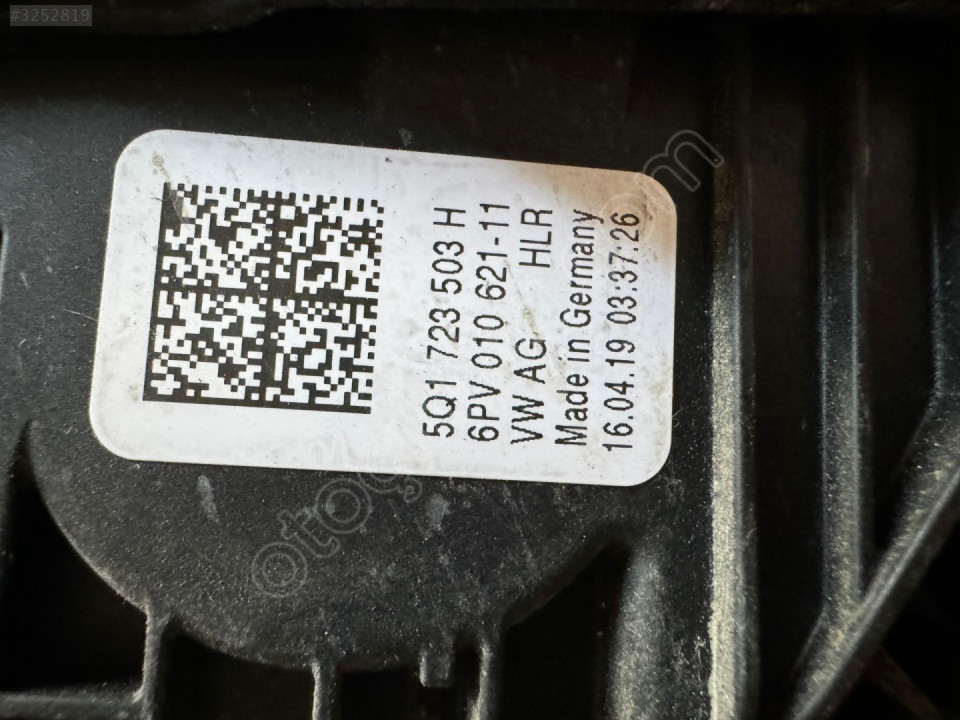 #3252819
5Q1 723 503 H
6PV 010 621-11
VW AG HLR
Made in Germany
16.04.19 03:37:26